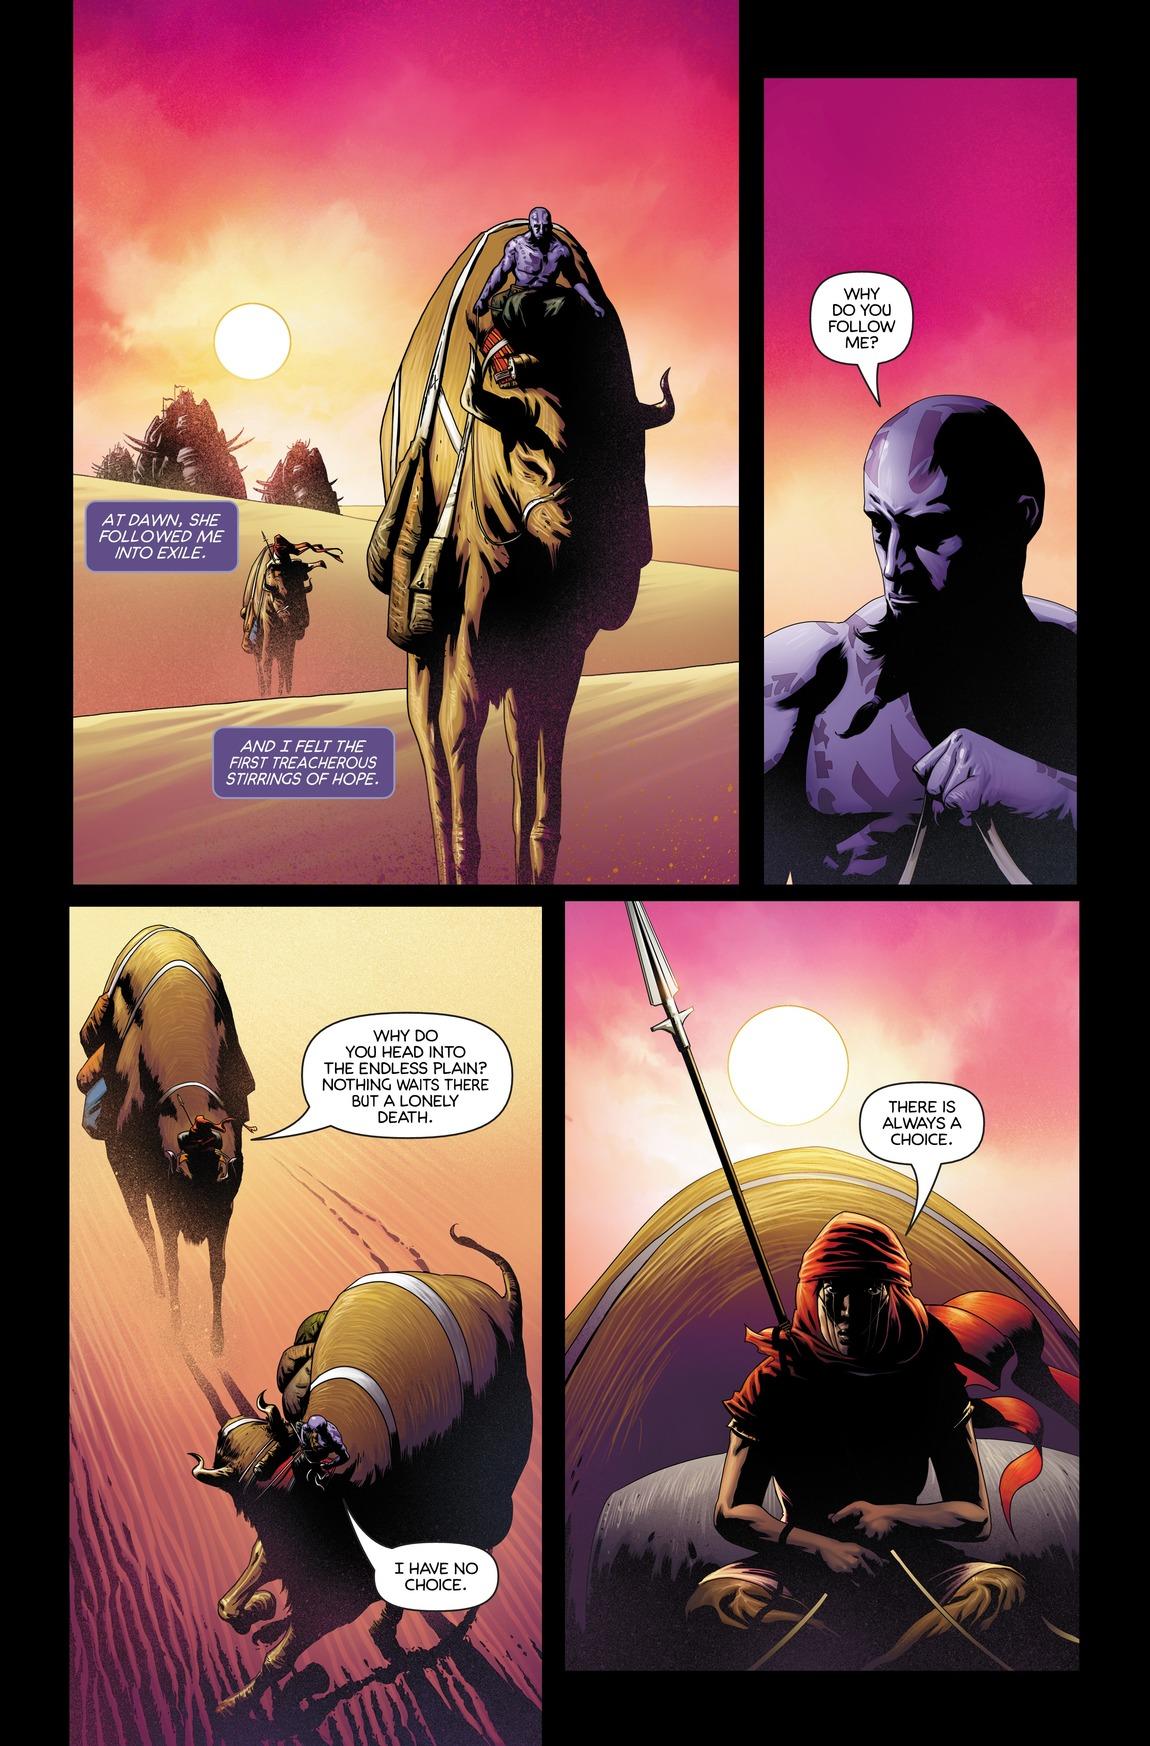 AT DAWN, SHE
FOLLOWED ME
INTO EXILE.
AND I FELT THE
FIRST TREACHEROUS
STIRRINGS OF HOPE.
WHY
DO YOU
FOLLOW
ME?
WHY DO
YOU HEAD INTO
THE ENDLESS PLAIN?
NOTHING WAITS THERE
BUT A LONELY
DEATH.
I HAVE NO
CHOICE.
THERE IS
ALWAYS A
CHOICE.